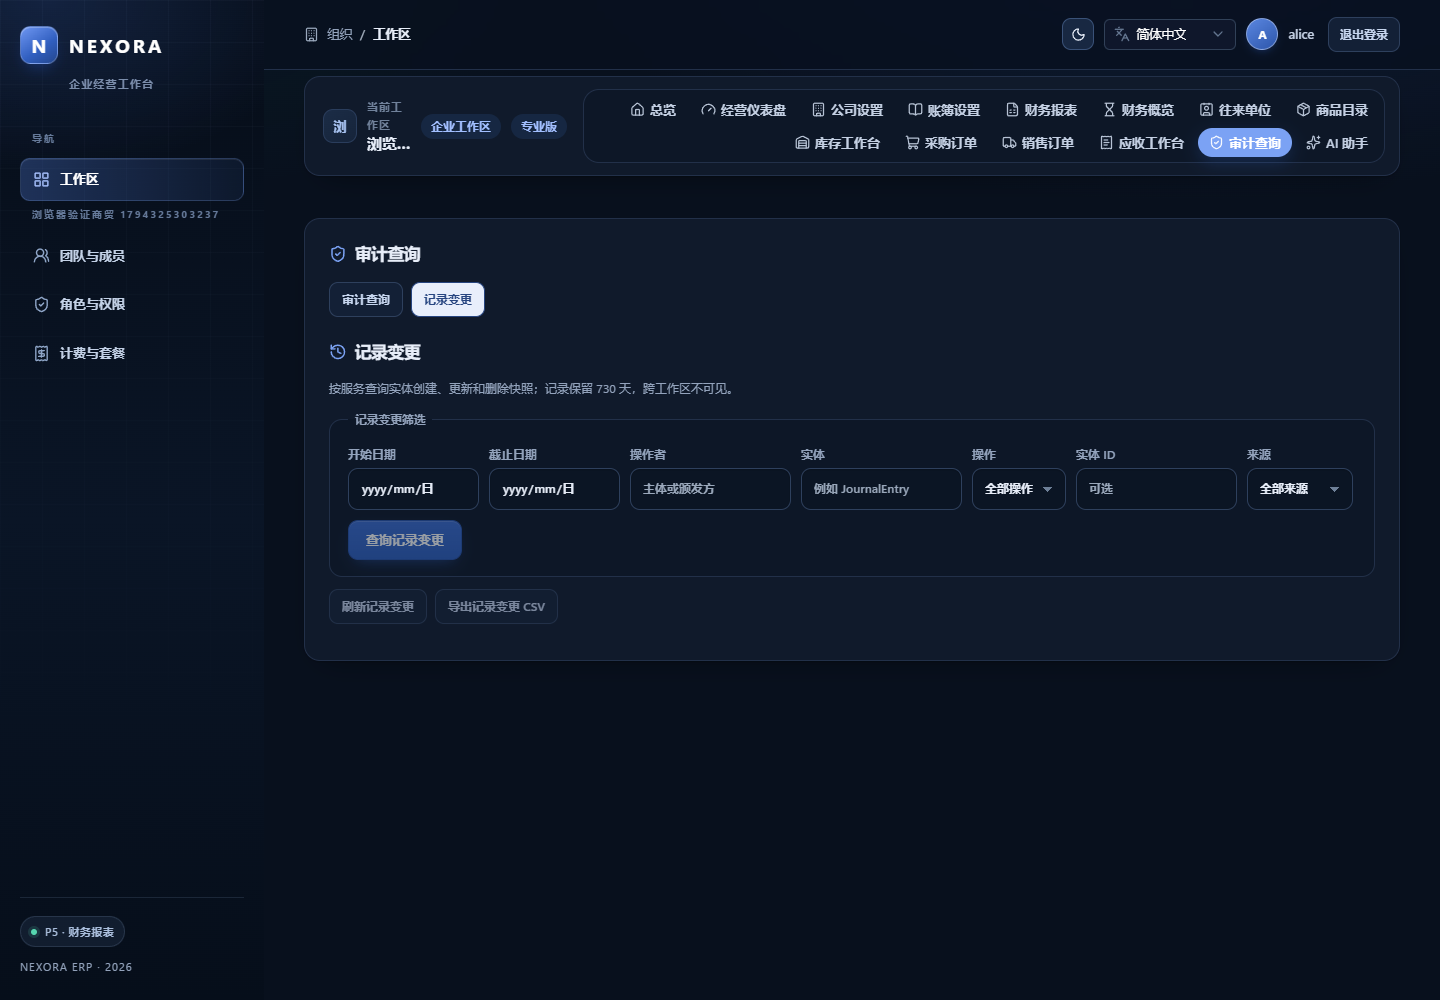 N NEXORA
企业经营工作台
导航
工作区
浏览器验证商贸 1794325303237
团队与成员
角色与权限
计费与套餐
P5 · 财务报表
NEXORA ERP · 2026
组织 / 工作区
简体中文
A alice
退出登录
浏
当前工
作区
浏览...
企业工作区
专业版
总览 经营仪表盘 公司设置 账簿设置 财务报表 财务概览 往来单位 商品目录
库存工作台 采购订单 销售订单 应收工作台 审计查询 AI 助手
审计查询
审计查询 记录变更
记录变更
按服务查询实体创建、更新和删除快照；记录保留 730 天，跨工作区不可见。
记录变更筛选
开始日期 截止日期 操作者 实体 操作 实体 ID 来源
yyyy/mm/日 yyyy/mm/日 主体或颁发方 例如 JournalEntry 全部操作 可选 全部来源
查询记录变更
刷新记录变更 导出记录变更 CSV